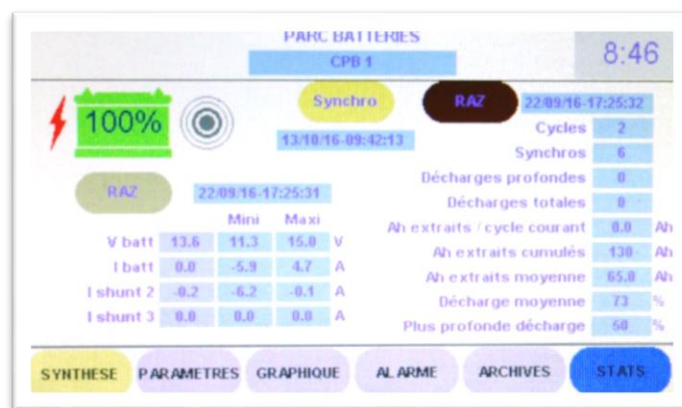 PARC BATTERIES
CPB 1
8:46
100%
Synchro
RAZ
22/09/16-17:25:32
13/10/16-09:42:13
Cycles 2
Synchros 6
Décharges profondes 0
Décharges totales 0
Ah extraits / cycle courant 0.0 Ah
Ah extraits cumulés 130 Ah
Ah extraits moyenne 65.0 Ah
Décharge moyenne 73 %
Plus profonde décharge 60 %
RAZ
22/09/16-17:25:31
Mini Maxi
V batt 13.6 11.3 15.0 V
I batt 0.0 -5.9 4.7 A
I shunt 2 -0.2 -6.2 -0.1 A
I shunt 3 0.0 0.0 0.0 A
SYNTHESE PARAMETRES GRAPHIQUE ALARME ARCHIVES STATS